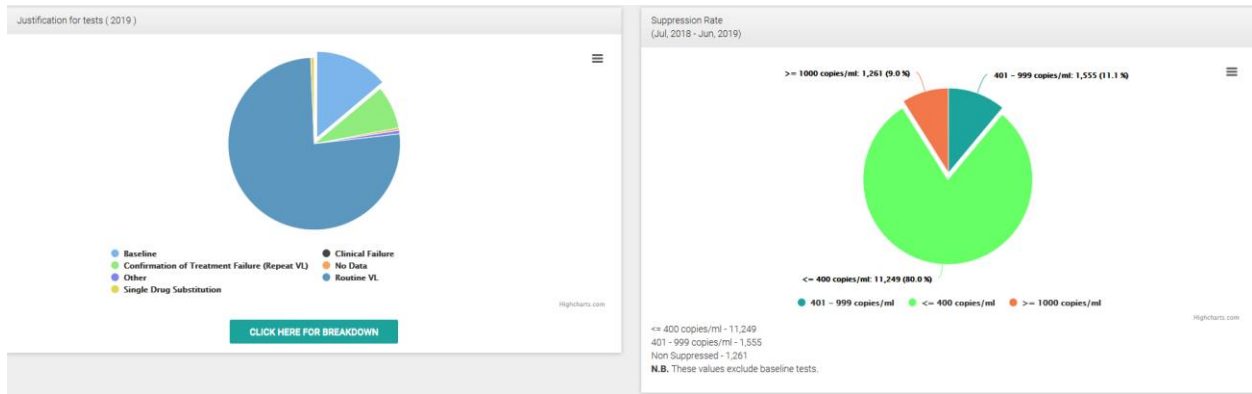 Justification for tests ( 2019 )
Baseline
Confirmation of Treatment Failure (Repeat VL)
Other
Single Drug Substitution
Clinical Failure
No Data
Routine VL
Highcharts.com
CLICK HERE FOR BREAKDOWN
Suppression Rate
(Jul, 2018 - Jun, 2019)
>= 1000 copies/ml: 1,261 (9.0 %)
401 - 999 copies/ml: 1,555 (11.1 %)
<= 400 copies/ml: 11,249 (80.0 %)
401 - 999 copies/ml
<= 400 copies/ml
>= 1000 copies/ml
Highcharts.com
<= 400 copies/ml - 11,249
401 - 999 copies/ml - 1,555
Non Suppressed - 1,261
N.B. These values exclude baseline tests.